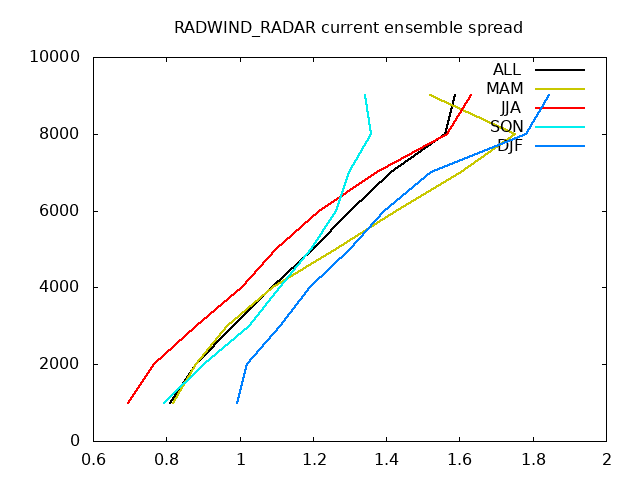 RADWIND_RADAR current ensemble spread
10000
8000
6000
4000
2000
0
0.6 0.8 1 1.2 1.4 1.6 1.8 2
ALL
MAM
JJA
SON
DJF